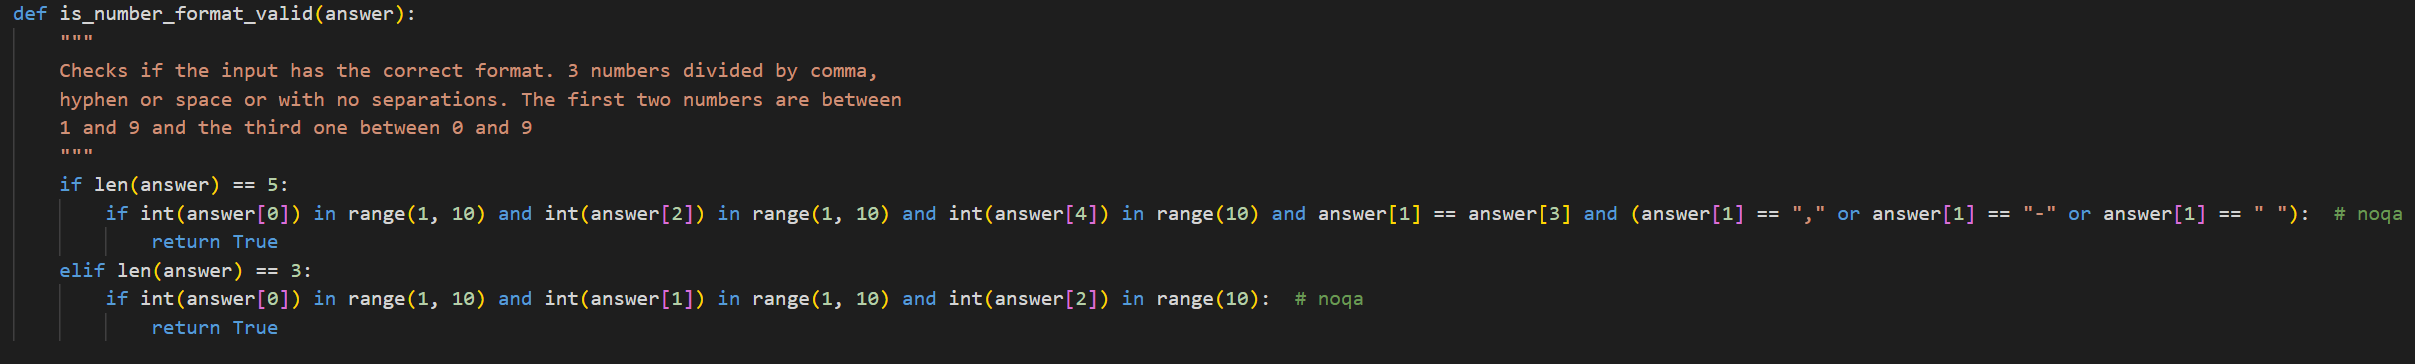 def is_number_format_valid(answer):
    """
    Checks if the input has the correct format. 3 numbers divided by comma,
    hyphen or space or with no separations. The first two numbers are between
    1 and 9 and the third one between 0 and 9
    """
    if len(answer) == 5:
        if int(answer[0]) in range(1, 10) and int(answer[2]) in range(1, 10) and int(answer[4]) in range(10) and answer[1] == answer[3] and (answer[1] == "," or answer[1] == "-" or answer[1] == " "):  # noqa
            return True
    elif len(answer) == 3:
        if int(answer[0]) in range(1, 10) and int(answer[1]) in range(1, 10) and int(answer[2]) in range(10):  # noqa
            return True